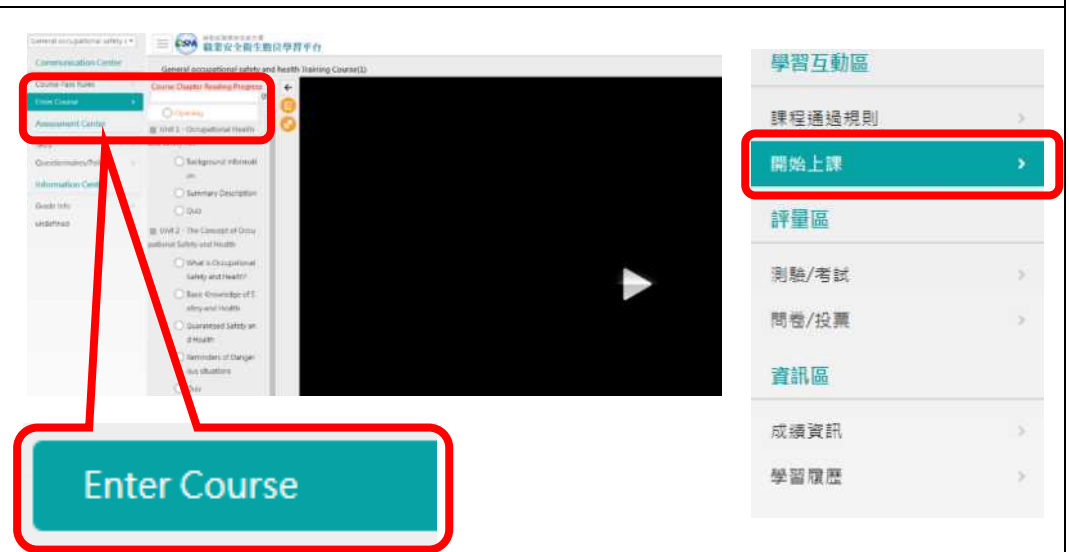 General occupational safety
職業安全衛生數位學習平台
Communication Center
General occupational safety and health Training Course(1)
Course Pass Rules
Course Chapter Reading Progress
Enter Course
Opening
Assessment Center
Unit 1 - Occupational Health
Questionnaires/Poll
Background informati
on
Information Center
Summary Description
Grade Info
Quiz
undefined
Unit 2 - The Concept of Occu
pational Safety and Health
What is Occupational
Safety and Health?
Basic Knowledge of S
afety and Health
Guaranteed Safety an
d Health
Reminders of Danger
ous situations
Quiz
Enter Course
學習互動區
課程通過規則
開始上課
評量區
測驗/考試
問卷/投票
資訊區
成績資訊
學習履歷